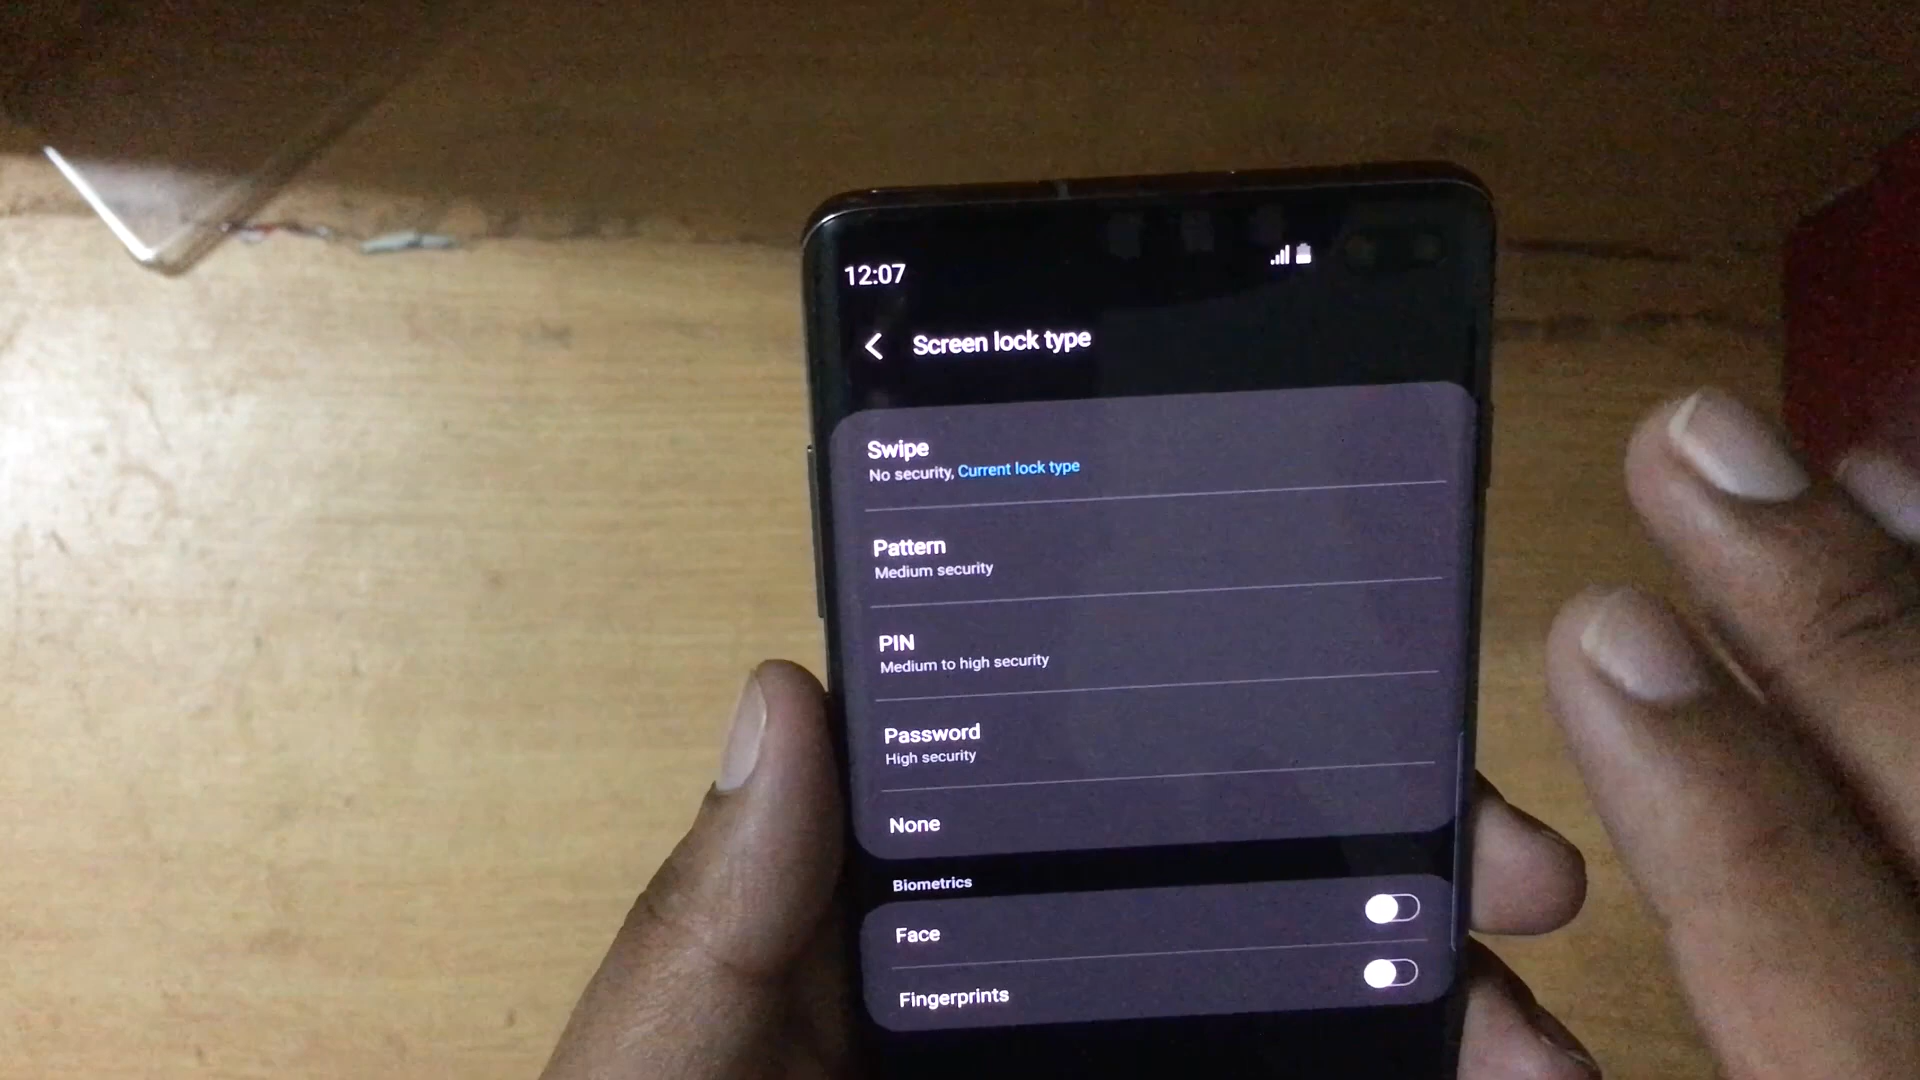 12:07
Screen lock type
Swipe
No security, Current lock type
Pattern
Medium security
PIN
Medium to high security
Password
High security
None
Biometrics
Face
Fingerprints